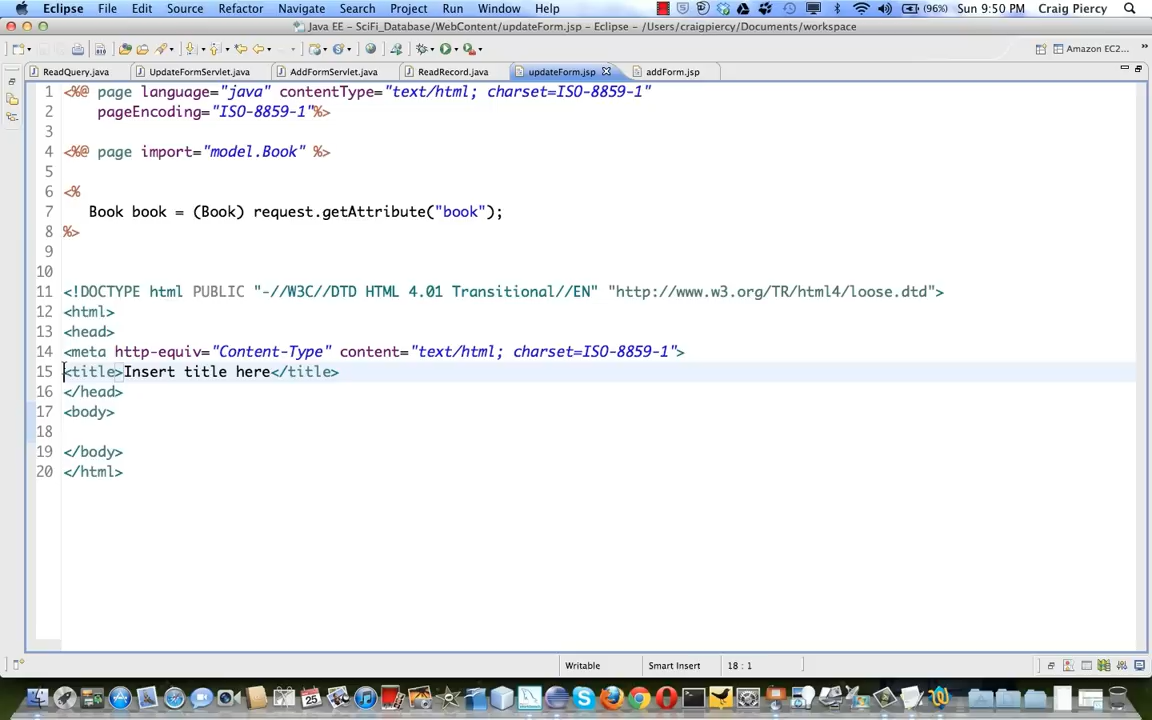 Eclipse File Edit Source Refactor Navigate Search Project Run Window Help (96%) Sun 9:50 PM Craig Piercy
Java EE - SciFi_Database/WebContent/updateForm.jsp - Eclipse - /Users/craigpiercy/Documents/workspace
Amazon EC2...
ReadQuery.java UpdateFormServlet.java AddFormServlet.java ReadRecord.java updateForm.jsp addForm.jsp
1 <%@ page language="java" contentType="text/html; charset=ISO-8859-1"
2 pageEncoding="ISO-8859-1"%>
3
4 <%@ page import="model.Book" %>
5
6 <%
7 Book book = (Book) request.getAttribute("book");
8 %>
9
10
11 <!DOCTYPE html PUBLIC "-//W3C//DTD HTML 4.01 Transitional//EN" "http://www.w3.org/TR/html4/loose.dtd">
12 <html>
13 <head>
14 <meta http-equiv="Content-Type" content="text/html; charset=ISO-8859-1">
15 <title>Insert title here</title>
16 </head>
17 <body>
18
19 </body>
20 </html>
Writable Smart Insert 18 : 1